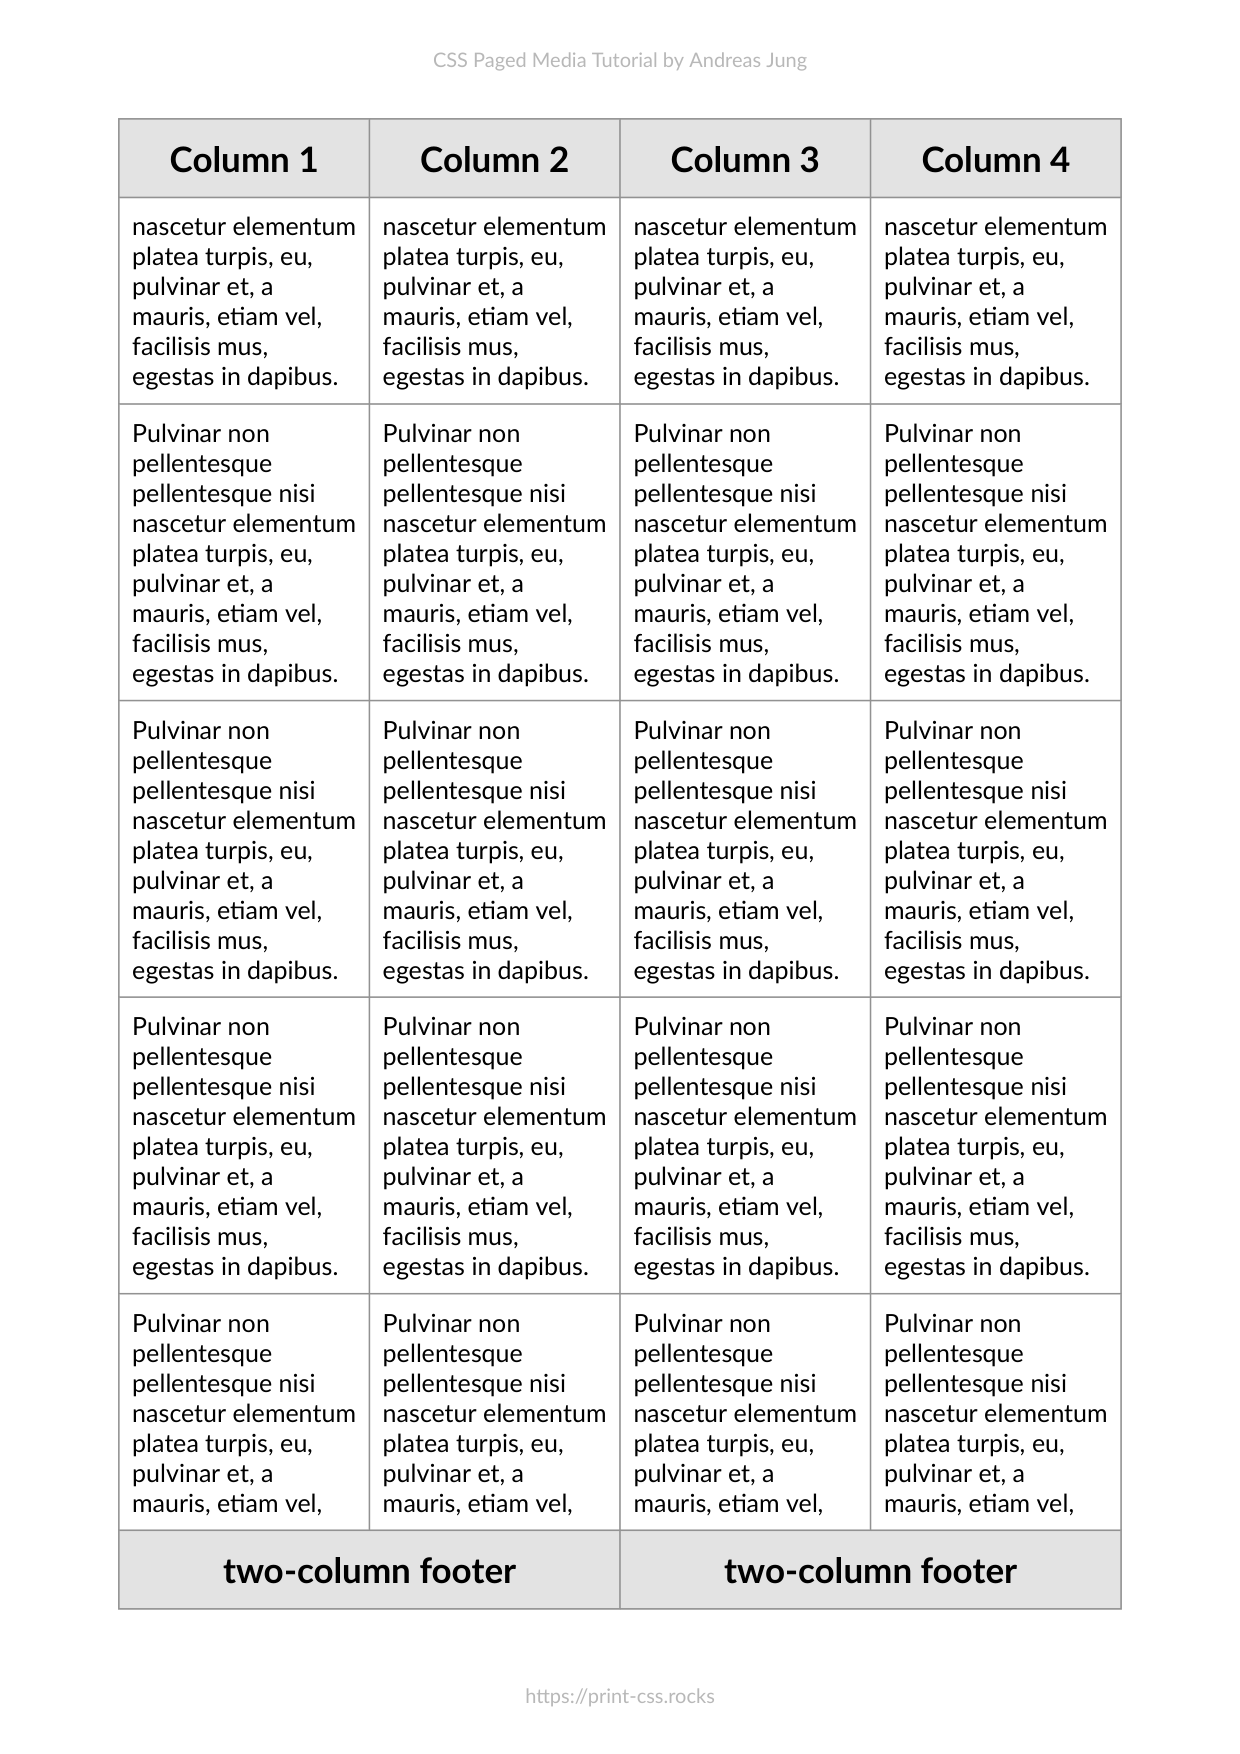 CSS Paged Media Tutorial by Andreas Jung
Column 1 Column 2 Column 3 Column 4
nascetur elementum nascetur elementum nascetur elementum nascetur elementum
platea turpis, eu, platea turpis, eu, platea turpis, eu, platea turpis, eu,
pulvinar et, a pulvinar et, a pulvinar et, a pulvinar et, a
mauris, etiam vel, mauris, etiam vel, mauris, etiam vel, mauris, etiam vel,
facilisis mus, facilisis mus, facilisis mus, facilisis mus,
egestas in dapibus. egestas in dapibus. egestas in dapibus. egestas in dapibus.
Pulvinar non Pulvinar non Pulvinar non Pulvinar non
pellentesque pellentesque pellentesque pellentesque
pellentesque nisi pellentesque nisi pellentesque nisi pellentesque nisi
nascetur elementum nascetur elementum nascetur elementum nascetur elementum
platea turpis, eu, platea turpis, eu, platea turpis, eu, platea turpis, eu,
pulvinar et, a pulvinar et, a pulvinar et, a pulvinar et, a
mauris, etiam vel, mauris, etiam vel, mauris, etiam vel, mauris, etiam vel,
facilisis mus, facilisis mus, facilisis mus, facilisis mus,
egestas in dapibus. egestas in dapibus. egestas in dapibus. egestas in dapibus.
Pulvinar non Pulvinar non Pulvinar non Pulvinar non
pellentesque pellentesque pellentesque pellentesque
pellentesque nisi pellentesque nisi pellentesque nisi pellentesque nisi
nascetur elementum nascetur elementum nascetur elementum nascetur elementum
platea turpis, eu, platea turpis, eu, platea turpis, eu, platea turpis, eu,
pulvinar et, a pulvinar et, a pulvinar et, a pulvinar et, a
mauris, etiam vel, mauris, etiam vel, mauris, etiam vel, mauris, etiam vel,
facilisis mus, facilisis mus, facilisis mus, facilisis mus,
egestas in dapibus. egestas in dapibus. egestas in dapibus. egestas in dapibus.
Pulvinar non Pulvinar non Pulvinar non Pulvinar non
pellentesque pellentesque pellentesque pellentesque
pellentesque nisi pellentesque nisi pellentesque nisi pellentesque nisi
nascetur elementum nascetur elementum nascetur elementum nascetur elementum
platea turpis, eu, platea turpis, eu, platea turpis, eu, platea turpis, eu,
pulvinar et, a pulvinar et, a pulvinar et, a pulvinar et, a
mauris, etiam vel, mauris, etiam vel, mauris, etiam vel, mauris, etiam vel,
facilisis mus, facilisis mus, facilisis mus, facilisis mus,
egestas in dapibus. egestas in dapibus. egestas in dapibus. egestas in dapibus.
Pulvinar non Pulvinar non Pulvinar non Pulvinar non
pellentesque pellentesque pellentesque pellentesque
pellentesque nisi pellentesque nisi pellentesque nisi pellentesque nisi
nascetur elementum nascetur elementum nascetur elementum nascetur elementum
platea turpis, eu, platea turpis, eu, platea turpis, eu, platea turpis, eu,
pulvinar et, a pulvinar et, a pulvinar et, a pulvinar et, a
mauris, etiam vel, mauris, etiam vel, mauris, etiam vel, mauris, etiam vel,
two-column footer two-column footer
https://print-css.rocks